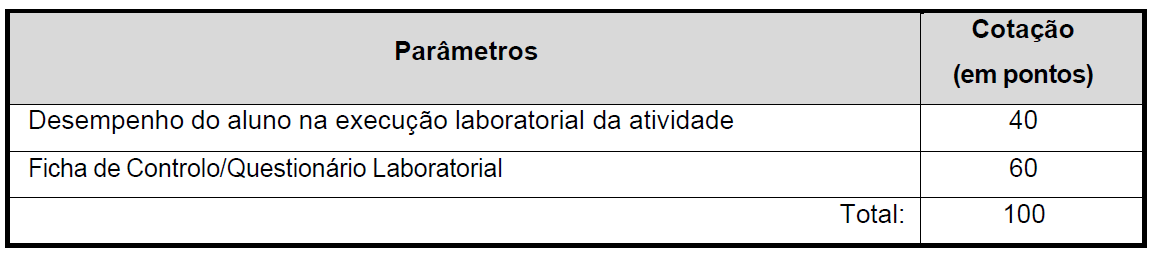 Parâmetros
Cotação
(em pontos)
Desempenho do aluno na execução laboratorial da atividade 40
Ficha de Controlo/Questionário Laboratorial 60
Total: 100